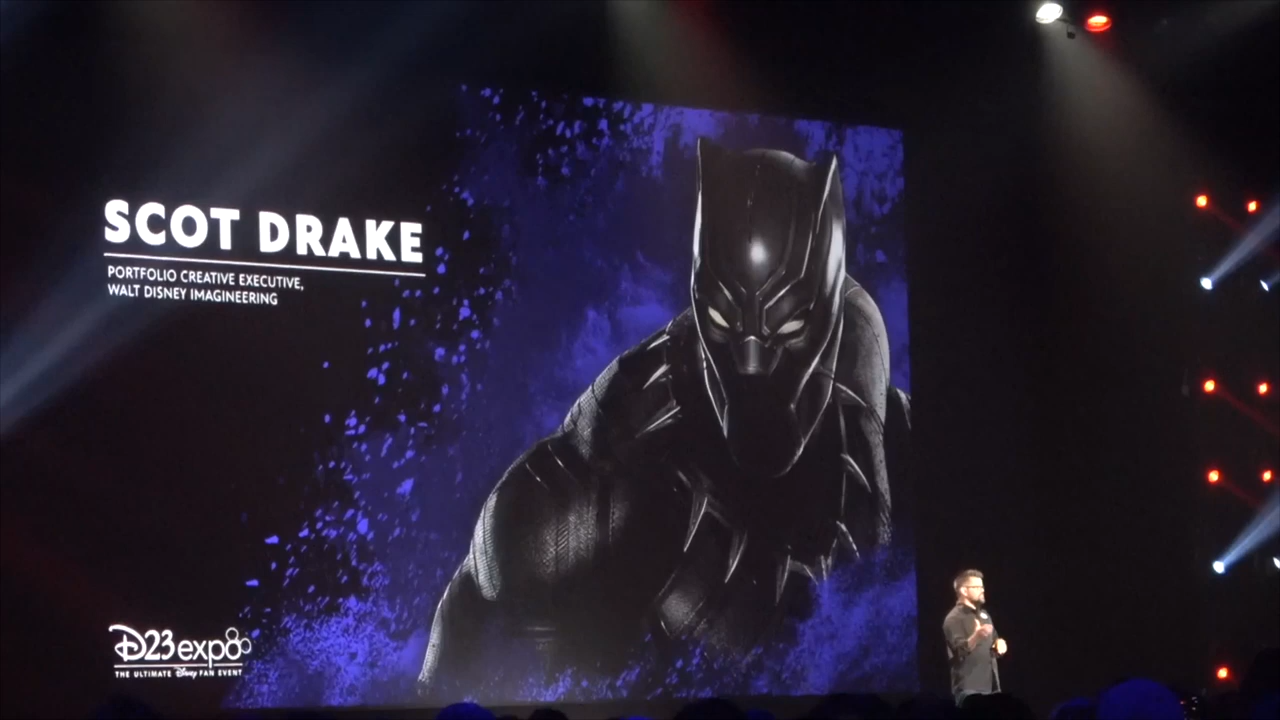 SCOT DRAKE
PORTFOLIO CREATIVE EXECUTIVE,
WALT DISNEY IMAGINEERING
D23 expo
THE ULTIMATE Disney FAN EVENT